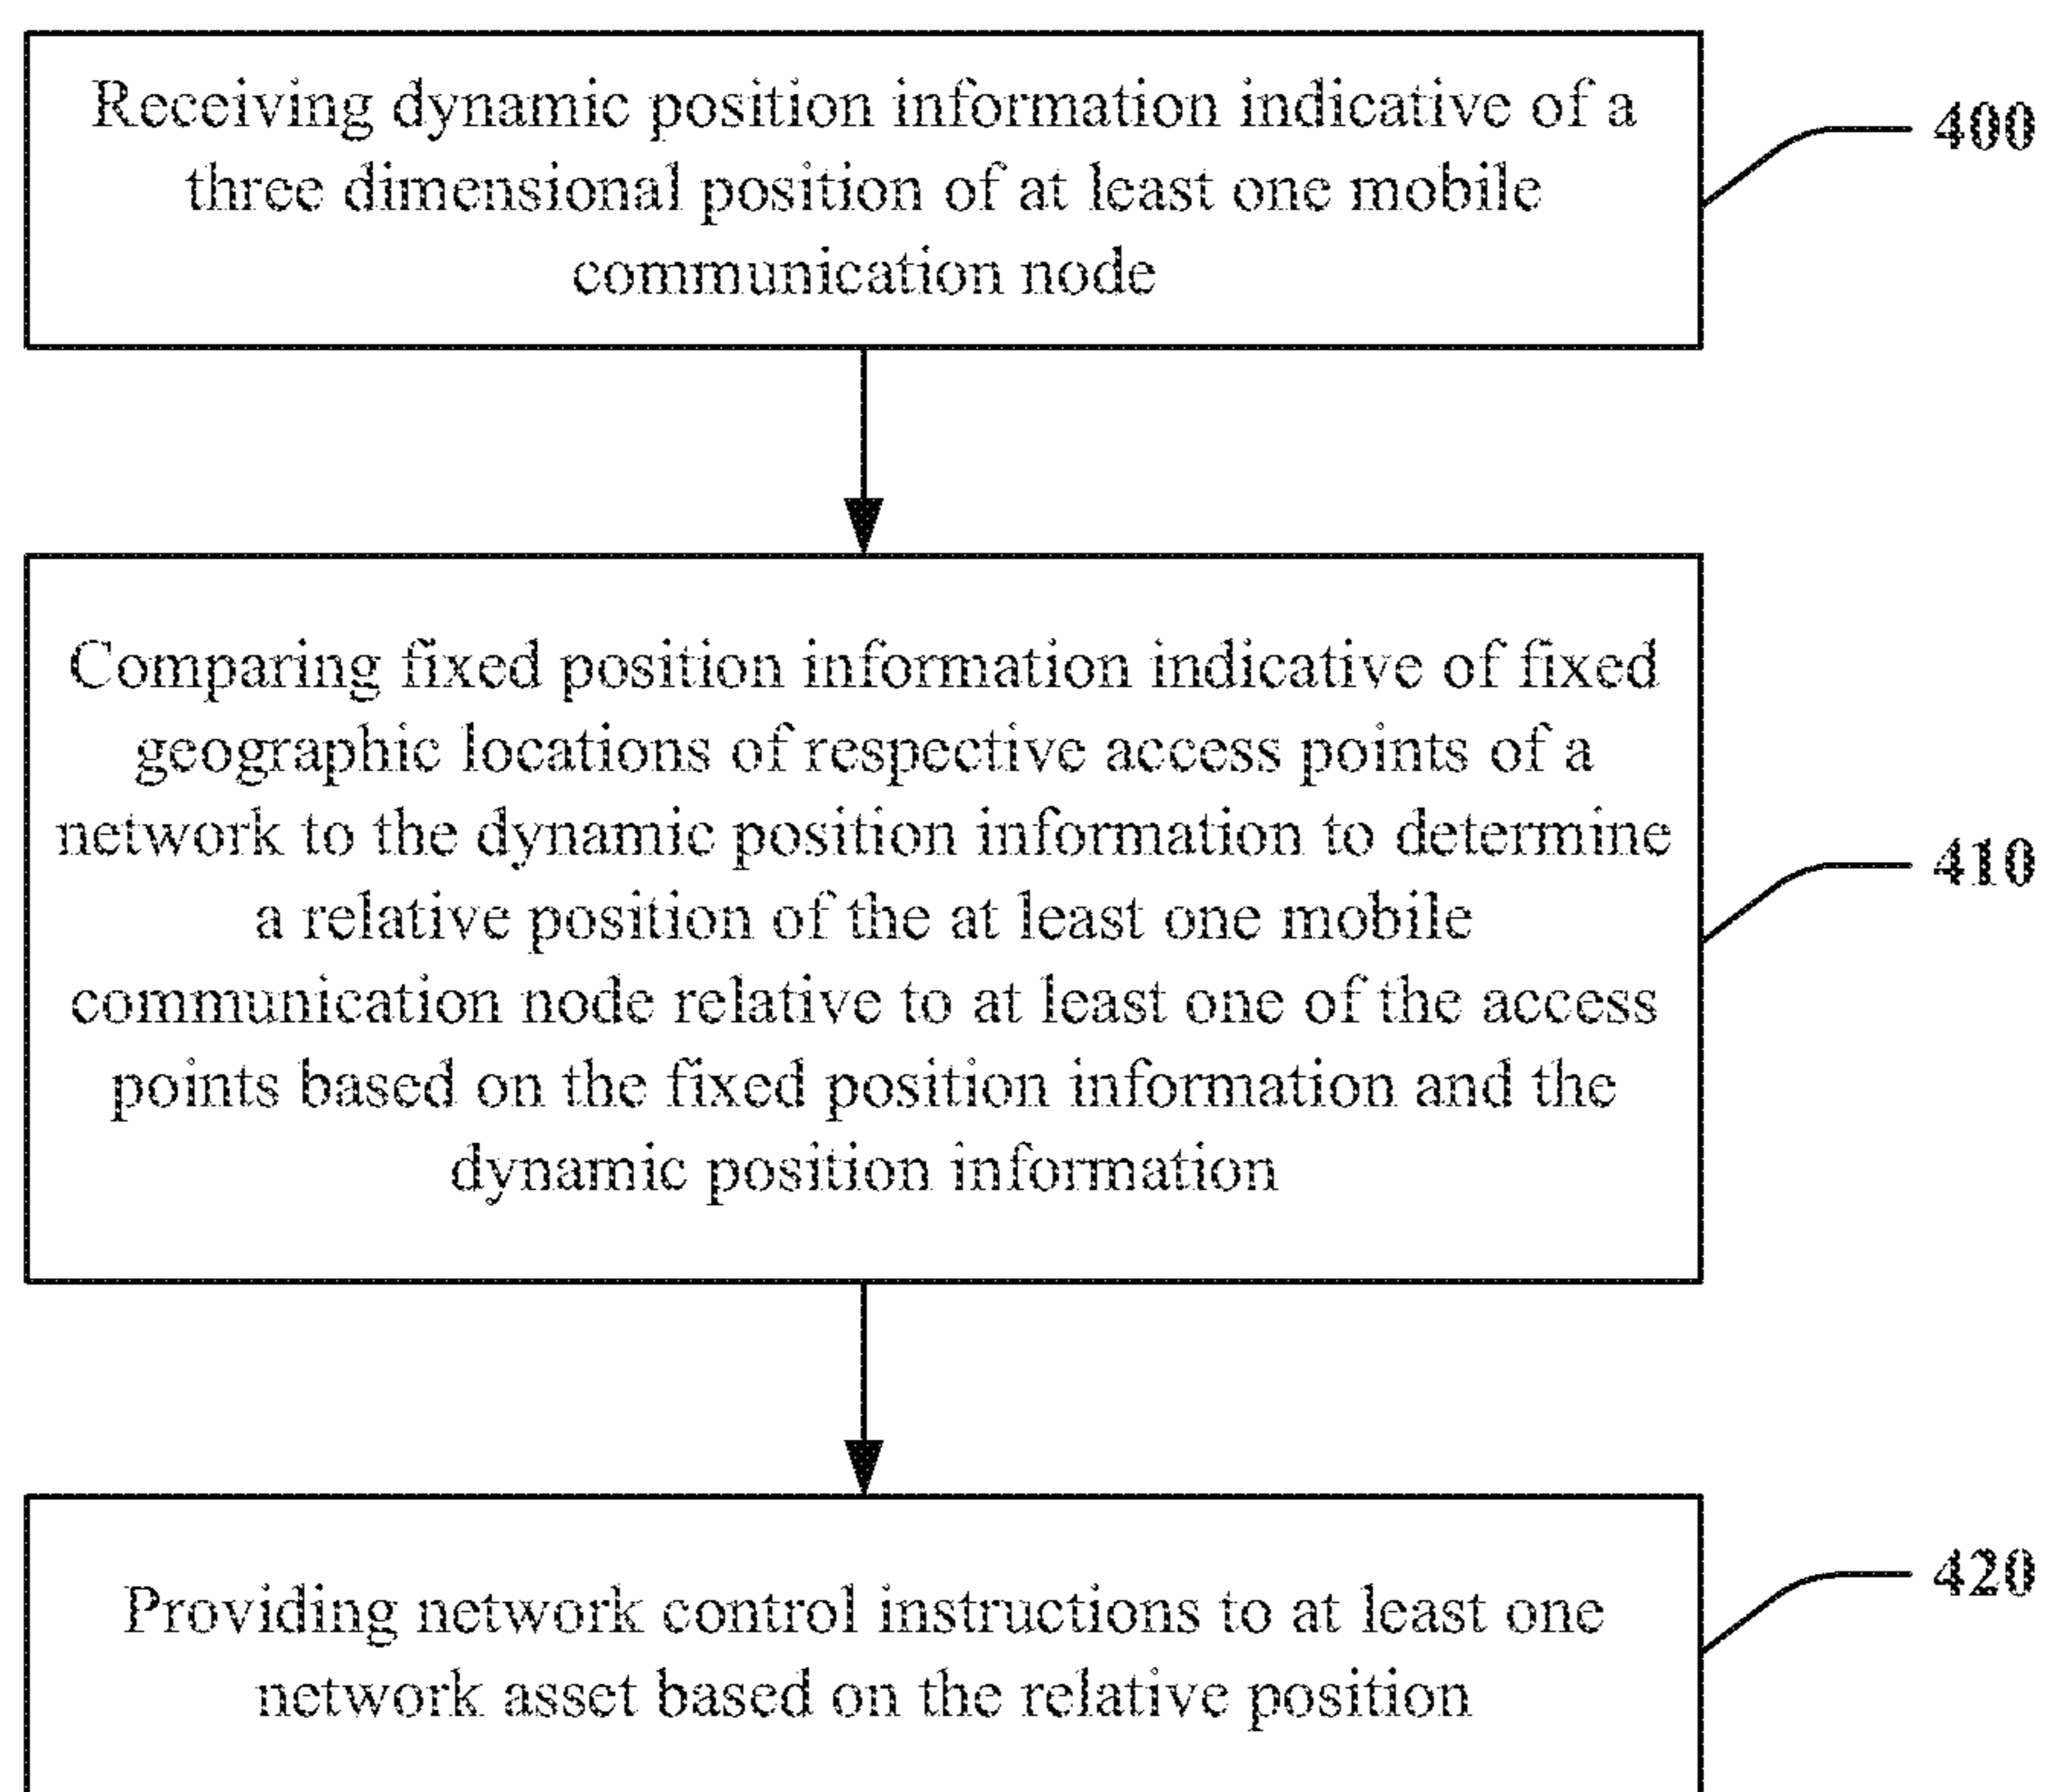 Receiving dynamic position information indicative of a
three dimensional position of at least one mobile
communication node
400
Comparing fixed position information indicative of fixed
geographic locations of respective access points of a
network to the dynamic position information to determine
a relative position of the at least one mobile
communication node relative to at least one of the access
points based on the fixed position information and the
dynamic position information
410
Providing network control instructions to at least one
network asset based on the relative position
420